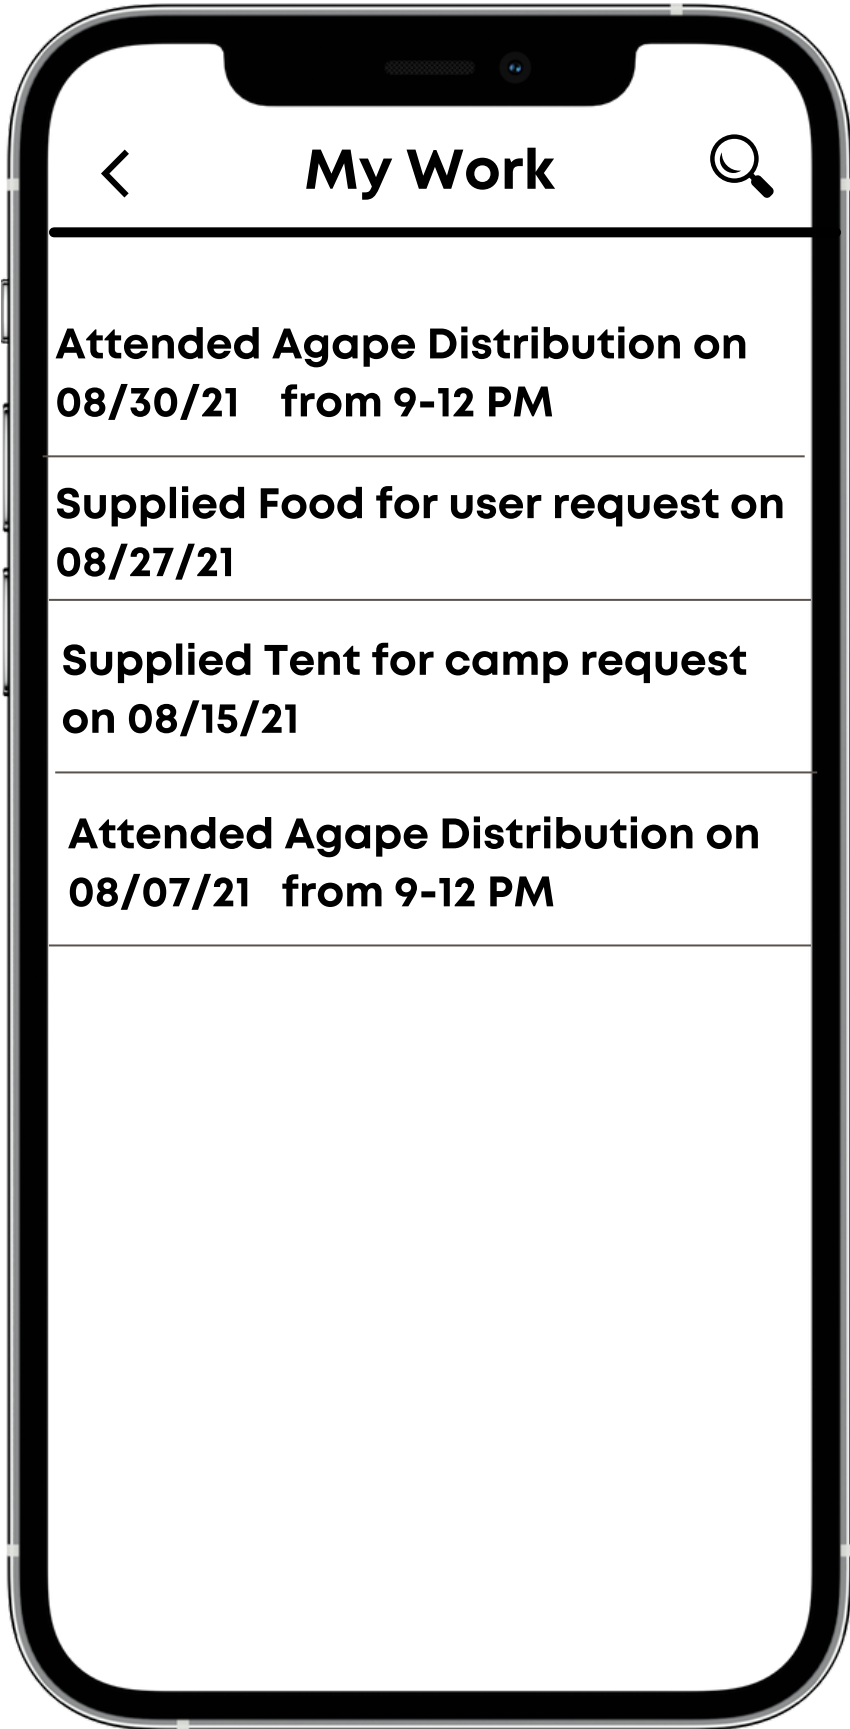 My Work
Attended Agape Distribution on
08/30/21 from 9-12 PM
Supplied Food for user request on
08/27/21
Supplied Tent for camp request
on 08/15/21
Attended Agape Distribution on
08/07/21 from 9-12 PM